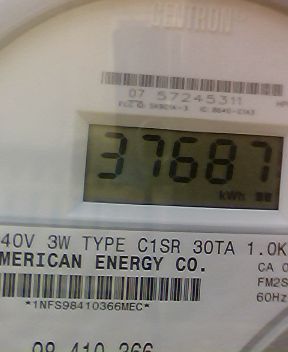 CENTRON®
07 57245311
37687
kWh
40V 3W TYPE C1SR 30TA 1.0K
MERICAN ENERGY CO.
CA 0
FM2S
*1NFS98410366MEC*
60Hz
98 410 366